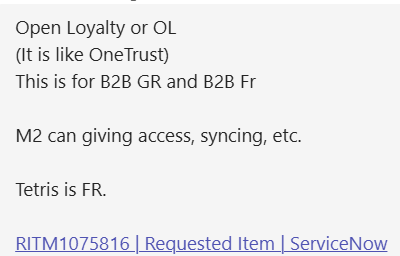 Open Loyalty or OL
(It is like OneTrust)
This is for B2B GR and B2B Fr
M2 can giving access, syncing, etc.
Tetris is FR.
RITM1075816 | Requested Item | ServiceNow